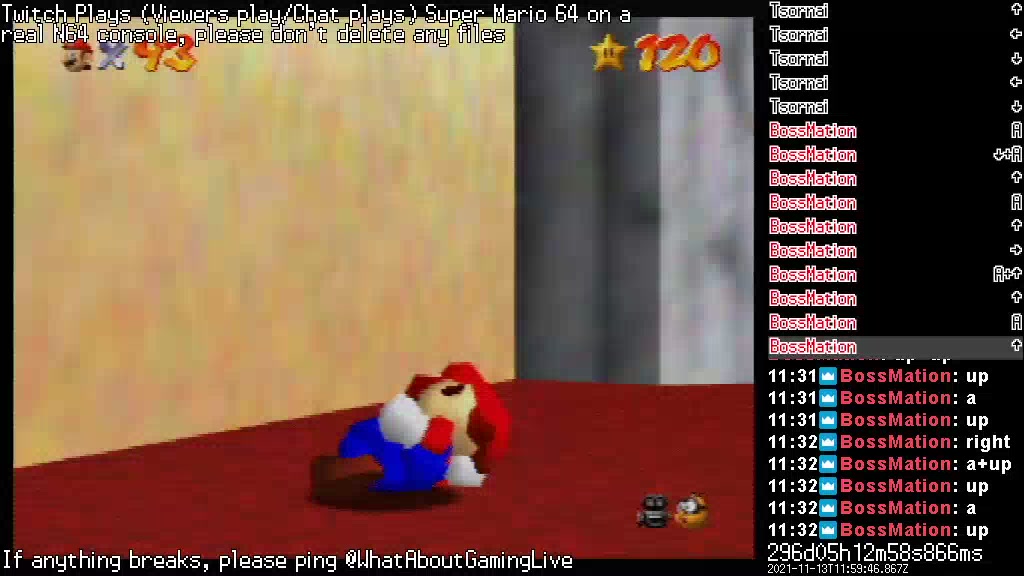 Twitch Plays (Viewers play/Chat plays) Super Mario 64 on a
real N64 console, please don't delete any files
93
120
Tsornai ↑
Tsornai ←
Tsornai ↓
Tsornai ←
Tsornai ↓
BossMation A
BossMation ↓+A
BossMation ↑
BossMation A
BossMation ↑
BossMation →
BossMation A+↑
BossMation ↑
BossMation A
BossMation ↑
11:31 BossMation: up
11:31 BossMation: a
11:31 BossMation: up
11:32 BossMation: right
11:32 BossMation: a+up
11:32 BossMation: up
11:32 BossMation: a
11:32 BossMation: up
296d05h12m58s866ms
2021-11-13T11:59:46.867Z
If anything breaks, please ping @WhatAboutGamingLive